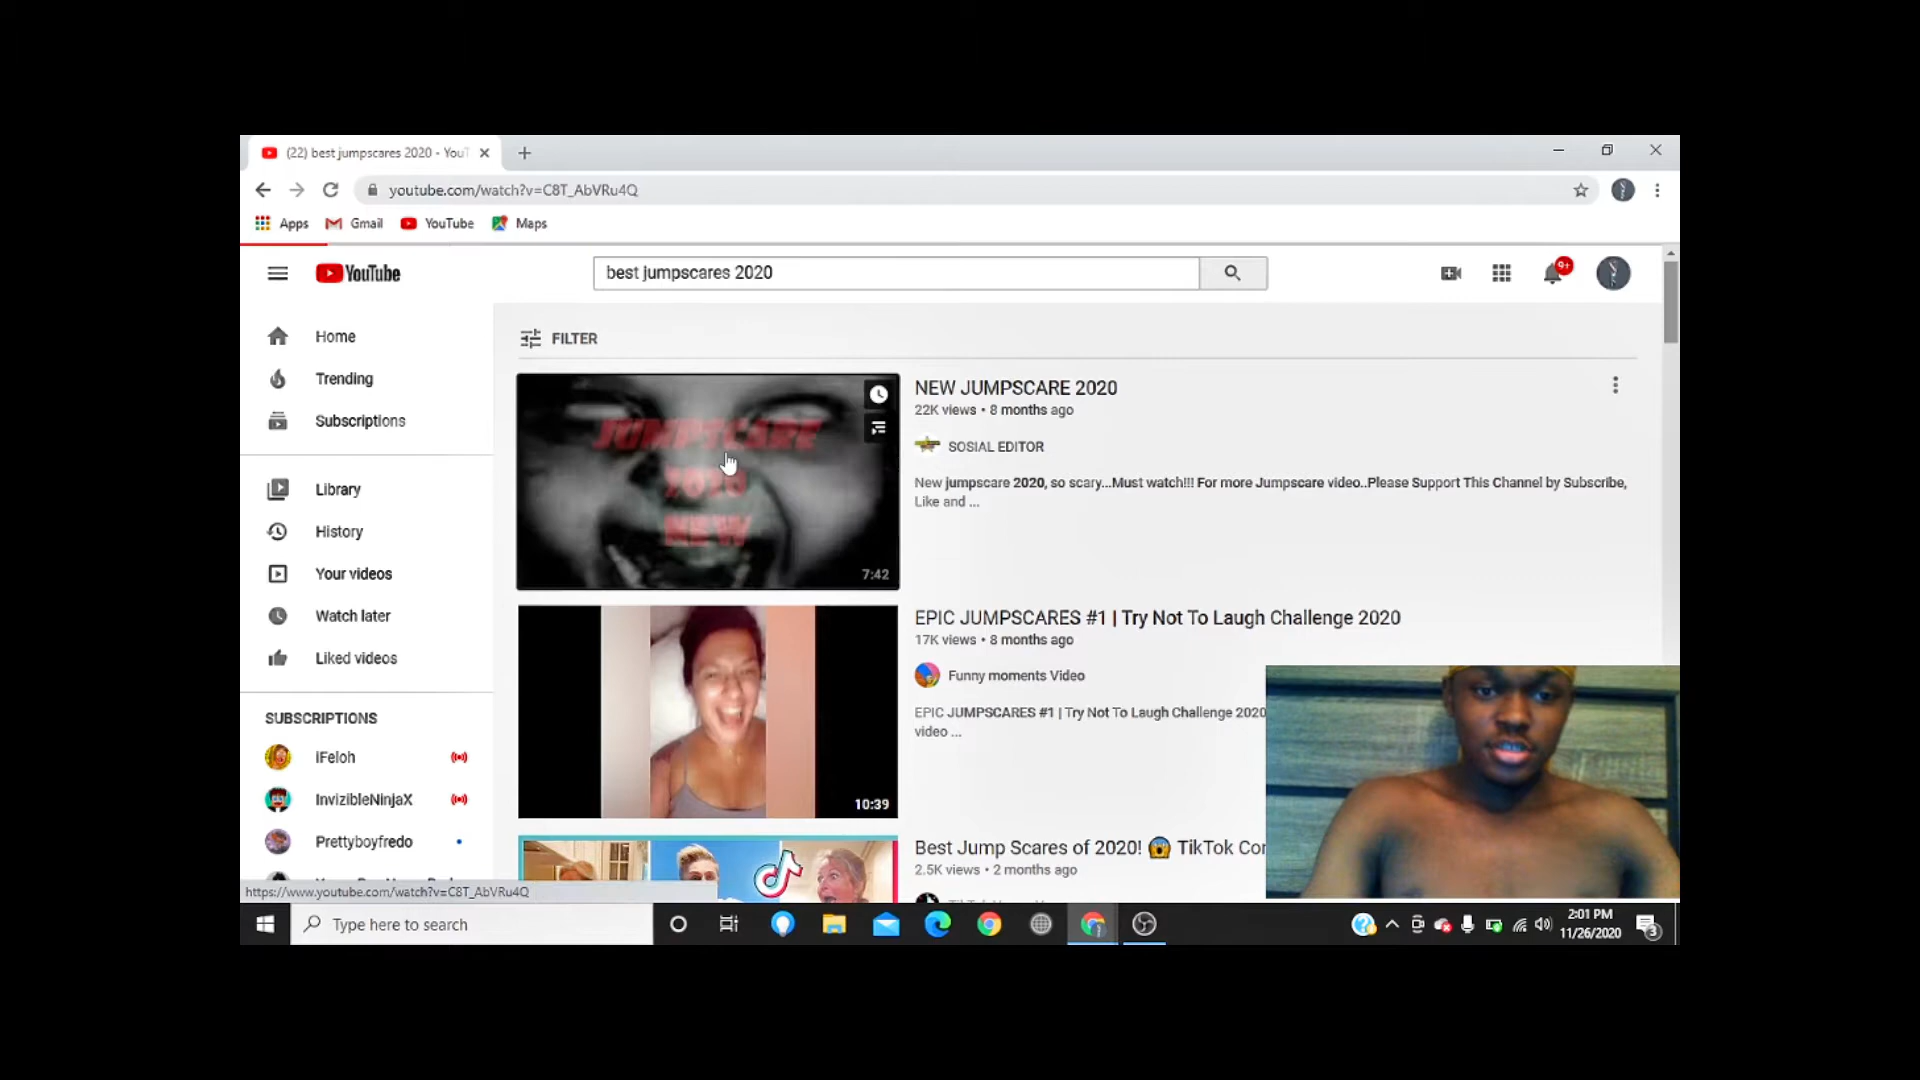 (22) best jumpscares 2020 - YouT
youtube.com/watch?v=C8T_AbVRu4Q
Apps Gmail YouTube Maps
YouTube
best jumpscares 2020
9+
Home
Trending
Subscriptions
Library
History
Your videos
Watch later
Liked videos
SUBSCRIPTIONS
iFeloh
InvizibleNinjaX
Prettyboyfredo
FILTER
JUMPTCARE
2020
NEW
7:42
NEW JUMPSCARE 2020
22K views • 8 months ago
SOSIAL EDITOR
New jumpscare 2020, so scary...Must watch!!! For more Jumpscare video..Please Support This Channel by Subscribe,
Like and ...
10:39
EPIC JUMPSCARES #1 | Try Not To Laugh Challenge 2020
17K views • 8 months ago
Funny moments Video
EPIC JUMPSCARES #1 | Try Not To Laugh Challenge 2020
video ...
Best Jump Scares of 2020! 😱 TikTok Cor
2.5K views • 2 months ago
https://www.youtube.com/watch?v=C8T_AbVRu4Q
Type here to search
2:01 PM
11/26/2020
3